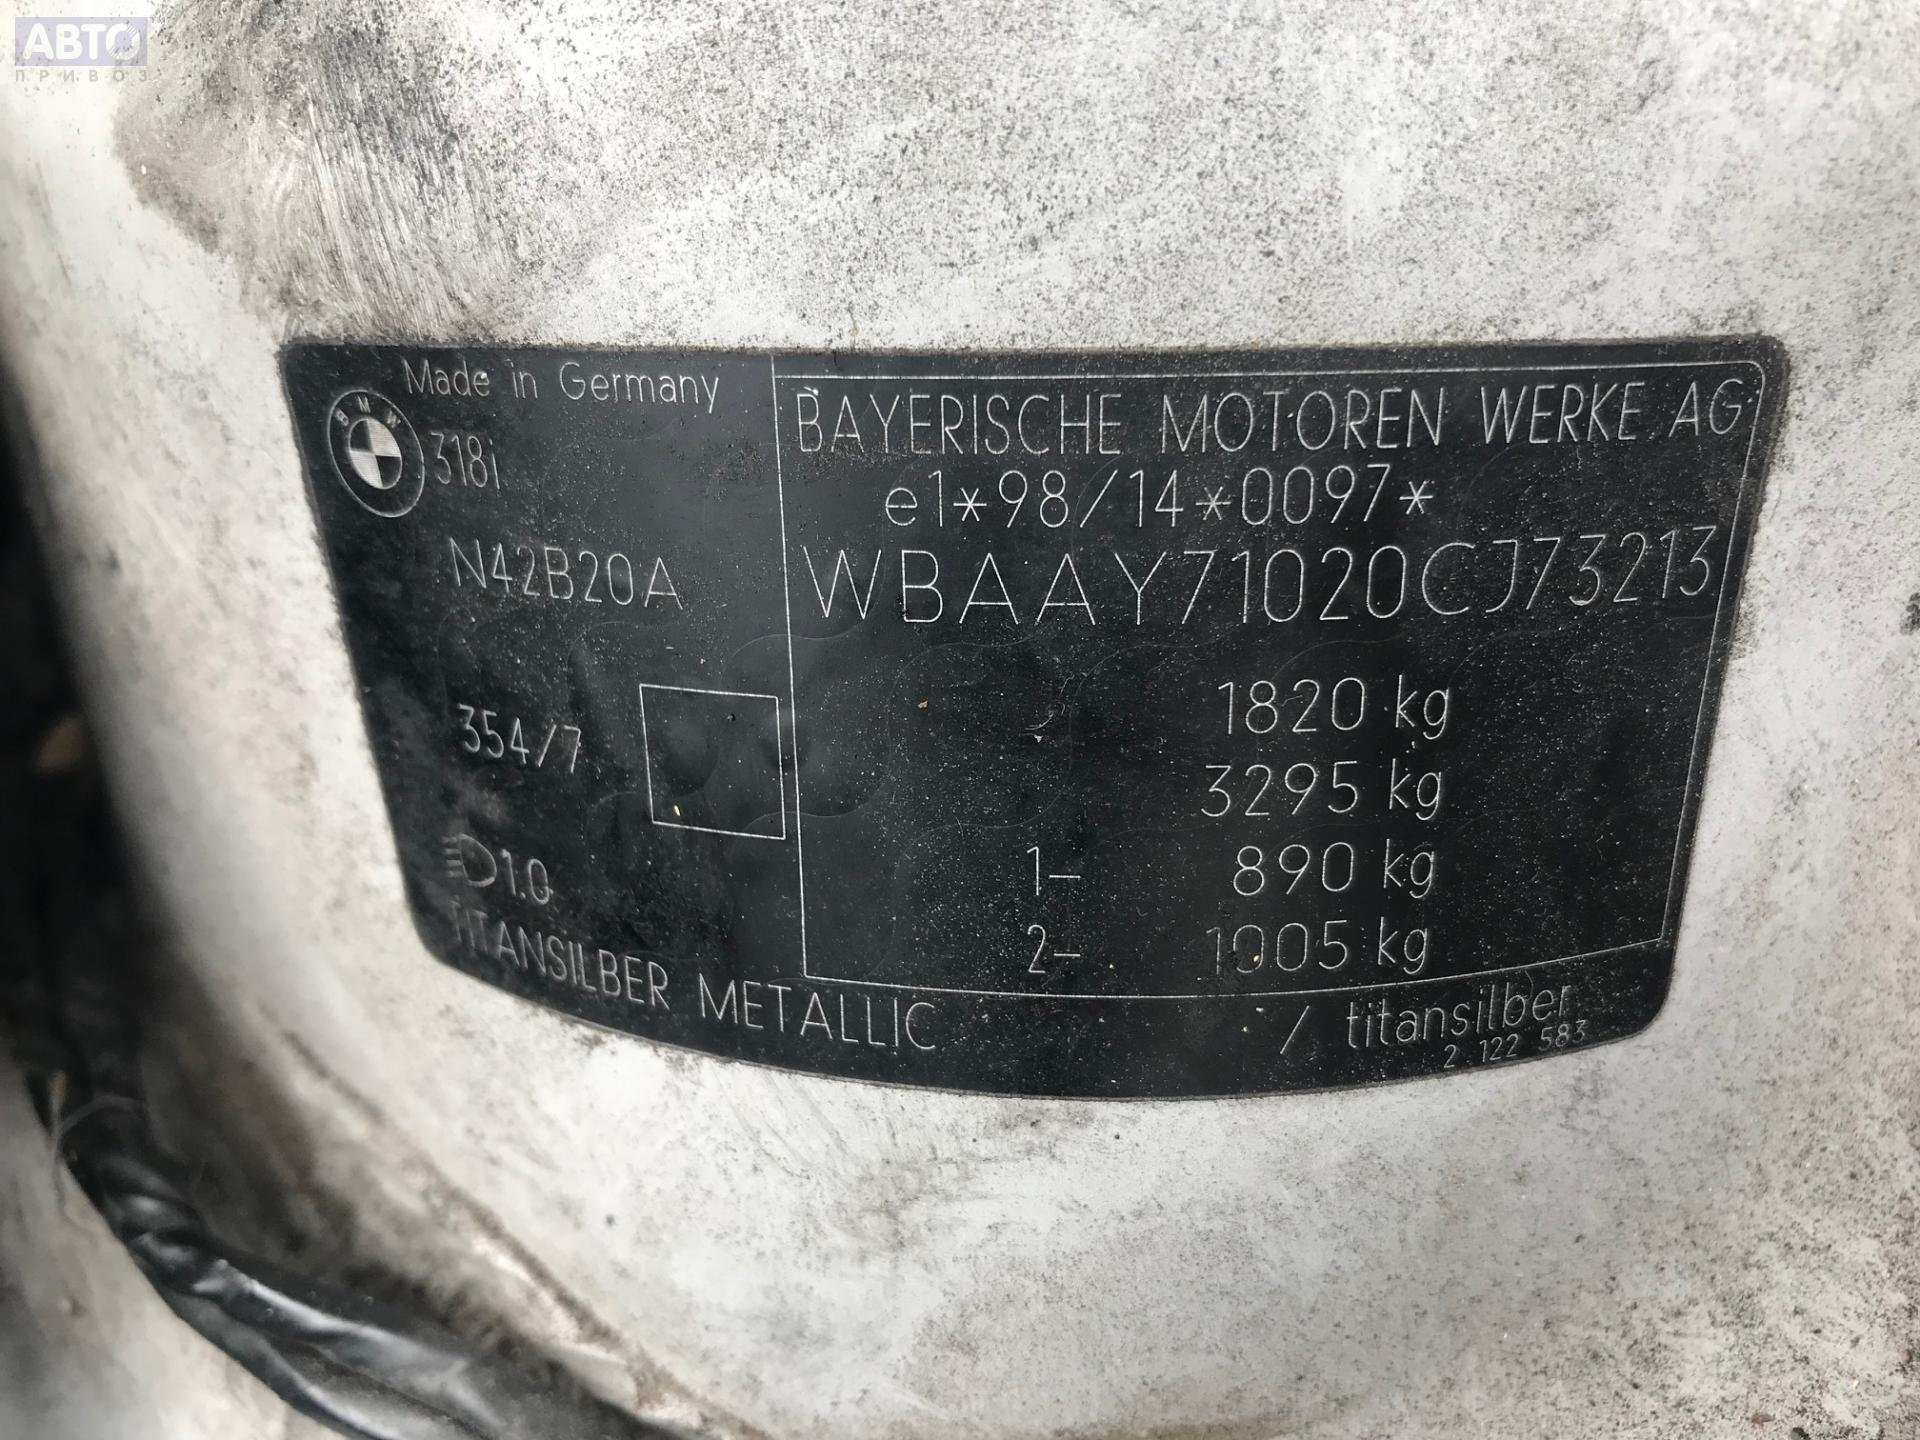 АВТО
ПРИВОЗ
Made in Germany
BMW
318i
N42B20A
354/7
1.0
TITANSILBER METALLIC
BAYERISCHE MOTOREN WERKE AG
e1*98/14*0097*
WBAAY71020CJ73213
1820 kg
3295 kg
1- 890 kg
2- 1005 kg
/ titansilber
2 122 583